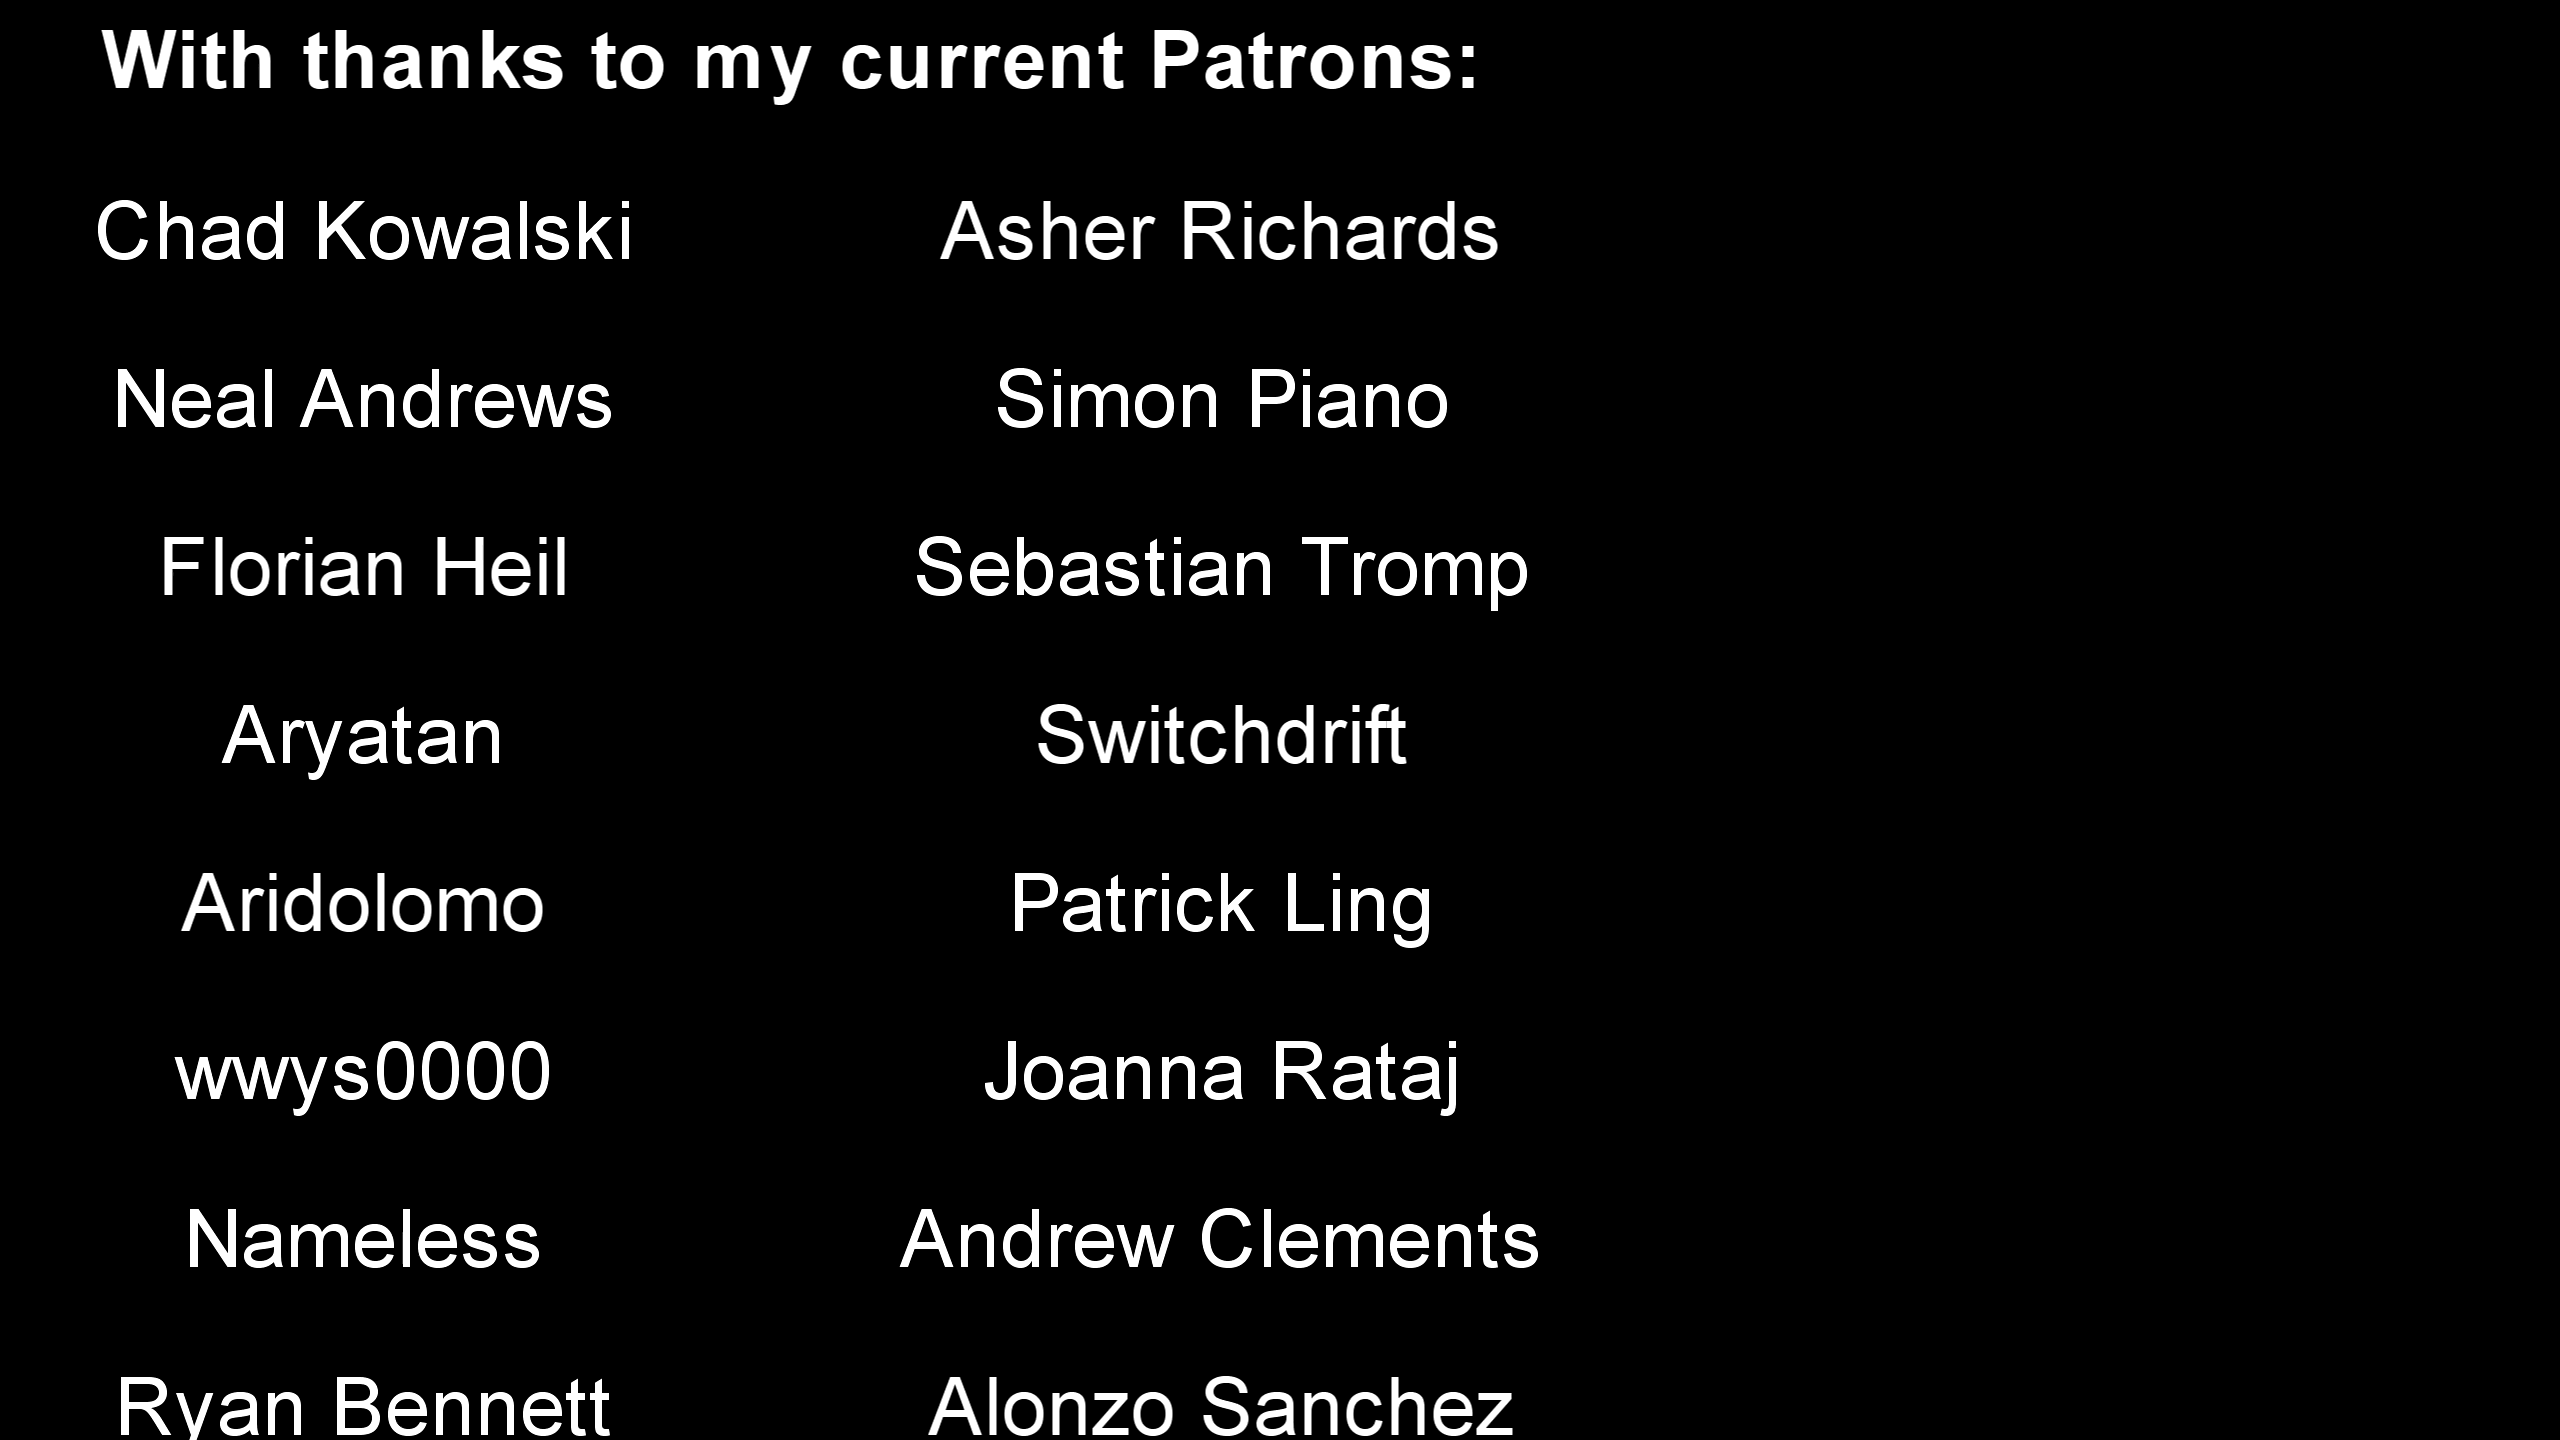 With thanks to my current Patrons:
Chad Kowalski
Asher Richards
Neal Andrews
Simon Piano
Florian Heil
Sebastian Tromp
Aryatan
Switchdrift
Aridolomo
Patrick Ling
wwys0000
Joanna Rataj
Nameless
Andrew Clements
Ryan Bennett
Alonzo Sanchez